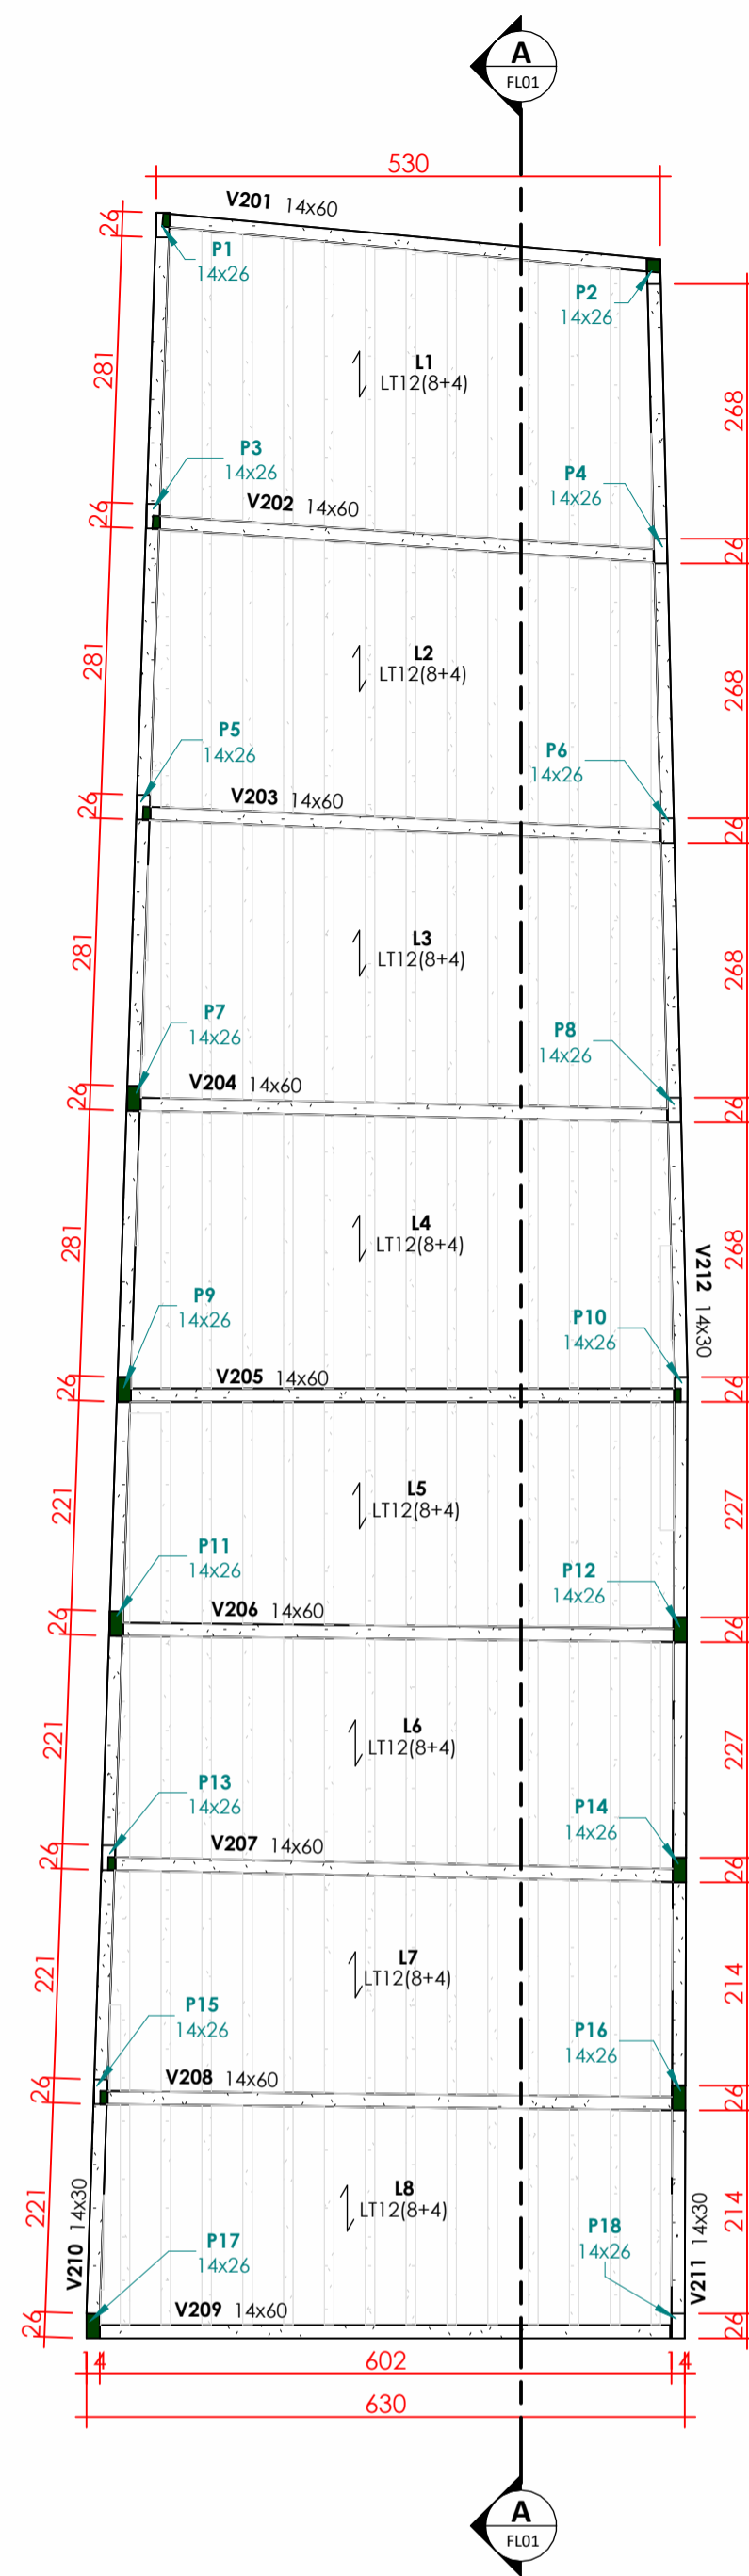 A
FL01
530
V201 14x60
26
P1
14x26
P2
14x26
281
L1
LT12(8+4)
268
P3
14x26
P4
14x26
V202 14x60
26
26
281
L2
LT12(8+4)
268
P5
14x26
P6
14x26
26
V203 14x60
26
281
L3
LT12(8+4)
268
P7
14x26
P8
14x26
26
V204 14x60
26
281
L4
LT12(8+4)
268
V212 14x30
P9
14x26
P10
14x26
26
V205 14x60
26
221
L5
LT12(8+4)
227
P11
14x26
P12
14x26
26
V206 14x60
26
221
L6
LT12(8+4)
227
P13
14x26
P14
14x26
26
V207 14x60
26
221
L7
LT12(8+4)
214
P15
14x26
P16
14x26
26
V208 14x60
26
221
V210 14x30
L8
LT12(8+4)
V211 14x30
214
P17
14x26
P18
14x26
26
V209 14x60
26
14
602
14
630
A
FL01